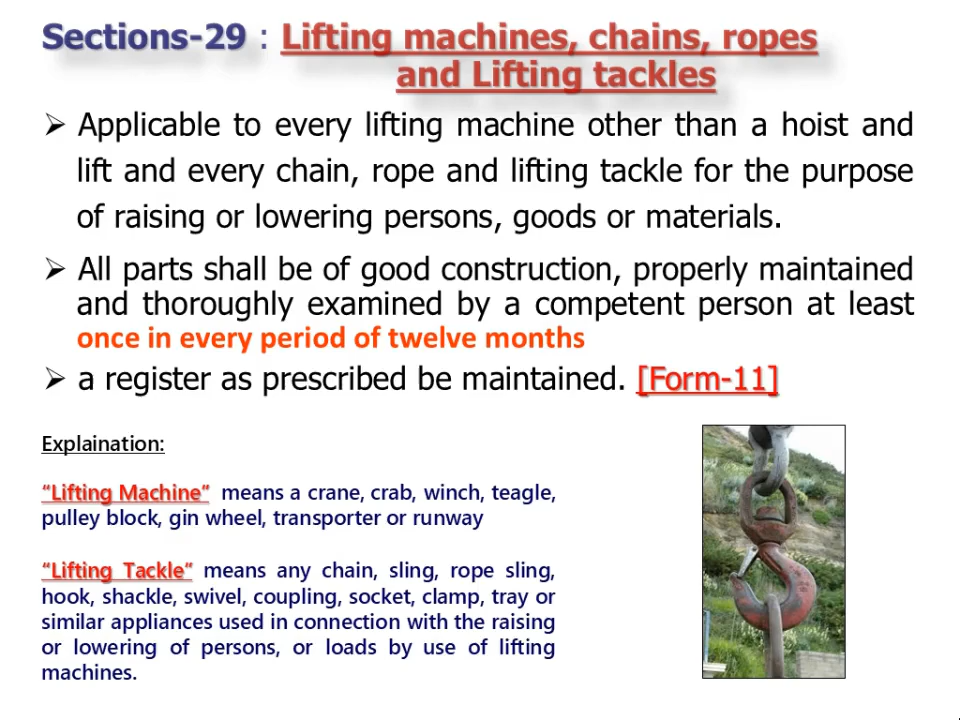 Sections-29 : Lifting machines, chains, ropes
and Lifting tackles
➢ Applicable to every lifting machine other than a hoist and
lift and every chain, rope and lifting tackle for the purpose
of raising or lowering persons, goods or materials.
➢ All parts shall be of good construction, properly maintained
and thoroughly examined by a competent person at least
once in every period of twelve months
➢ a register as prescribed be maintained. [Form-11]
Explaination:
“Lifting Machine” means a crane, crab, winch, teagle,
pulley block, gin wheel, transporter or runway
“Lifting Tackle” means any chain, sling, rope sling,
hook, shackle, swivel, coupling, socket, clamp, tray or
similar appliances used in connection with the raising
or lowering of persons, or loads by use of lifting
machines.